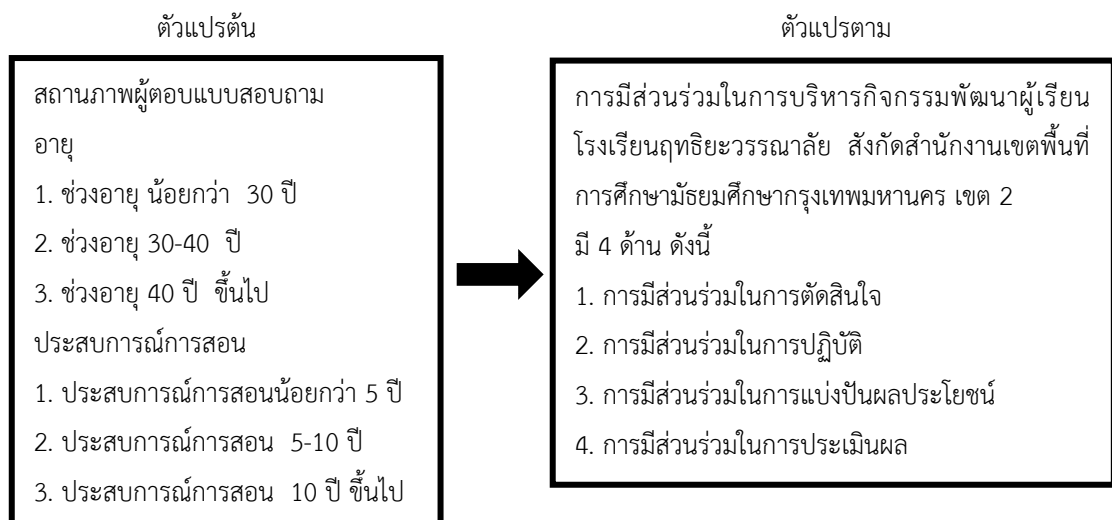 ตัวแปรต้น
สถานภาพผู้ตอบแบบสอบถาม
อายุ
1. ช่วงอายุ น้อยกว่า 30 ปี
2. ช่วงอายุ 30-40 ปี
3. ช่วงอายุ 40 ปี ขึ้นไป
ประสบการณ์การสอน
1. ประสบการณ์การสอนน้อยกว่า 5 ปี
2. ประสบการณ์การสอน 5-10 ปี
3. ประสบการณ์การสอน 10 ปี ขึ้นไป
ตัวแปรตาม
การมีส่วนร่วมในการบริหารกิจกรรมพัฒนาผู้เรียน
โรงเรียนฤทธิยะวรรณาลัย สังกัดสำนักงานเขตพื้นที่
การศึกษามัธยมศึกษากรุงเทพมหานคร เขต 2
มี 4 ด้าน ดังนี้
1. การมีส่วนร่วมในการตัดสินใจ
2. การมีส่วนร่วมในการปฏิบัติ
3. การมีส่วนร่วมในการแบ่งปันผลประโยชน์
4. การมีส่วนร่วมในการประเมินผล